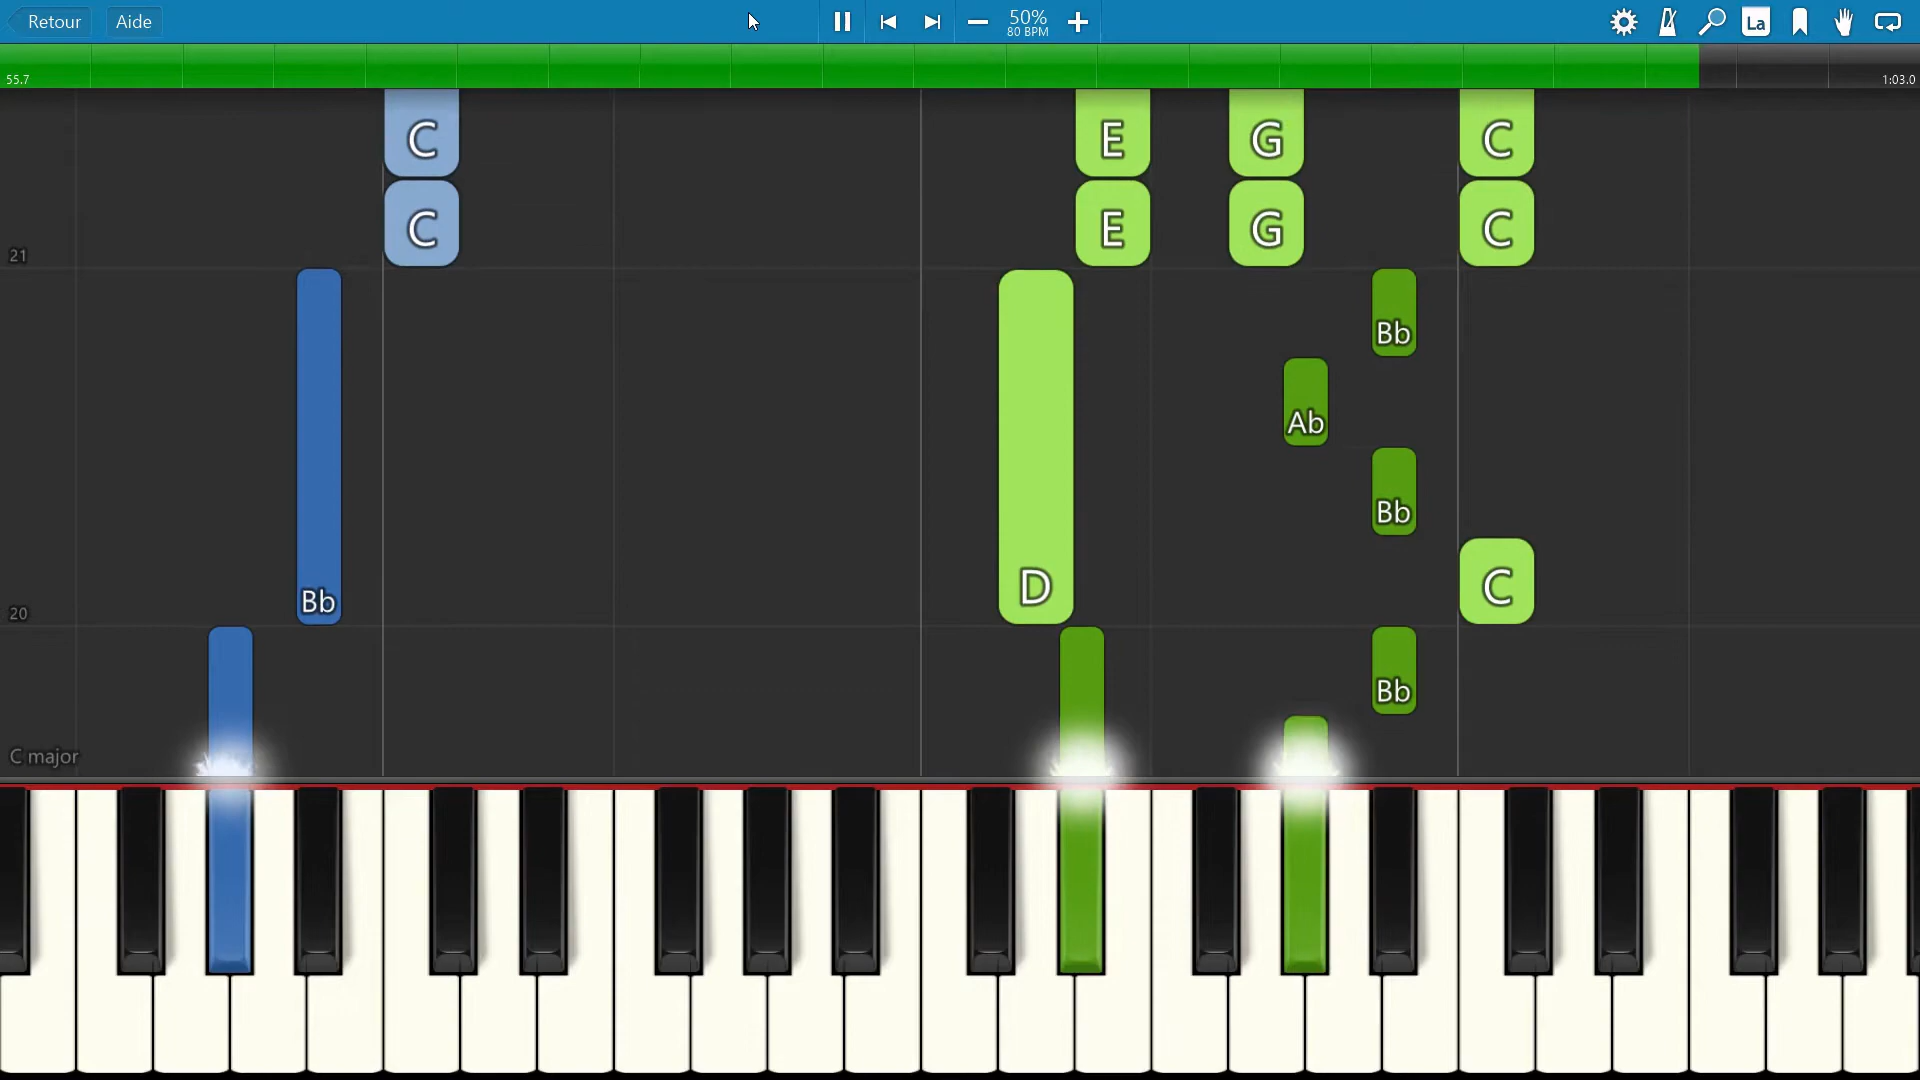 Retour Aide 50% La
80 BPM
55.7 1:03.0
C E G C
C E G C
21
Bb
Ab
Bb
Bb D C
20
Bb
C major